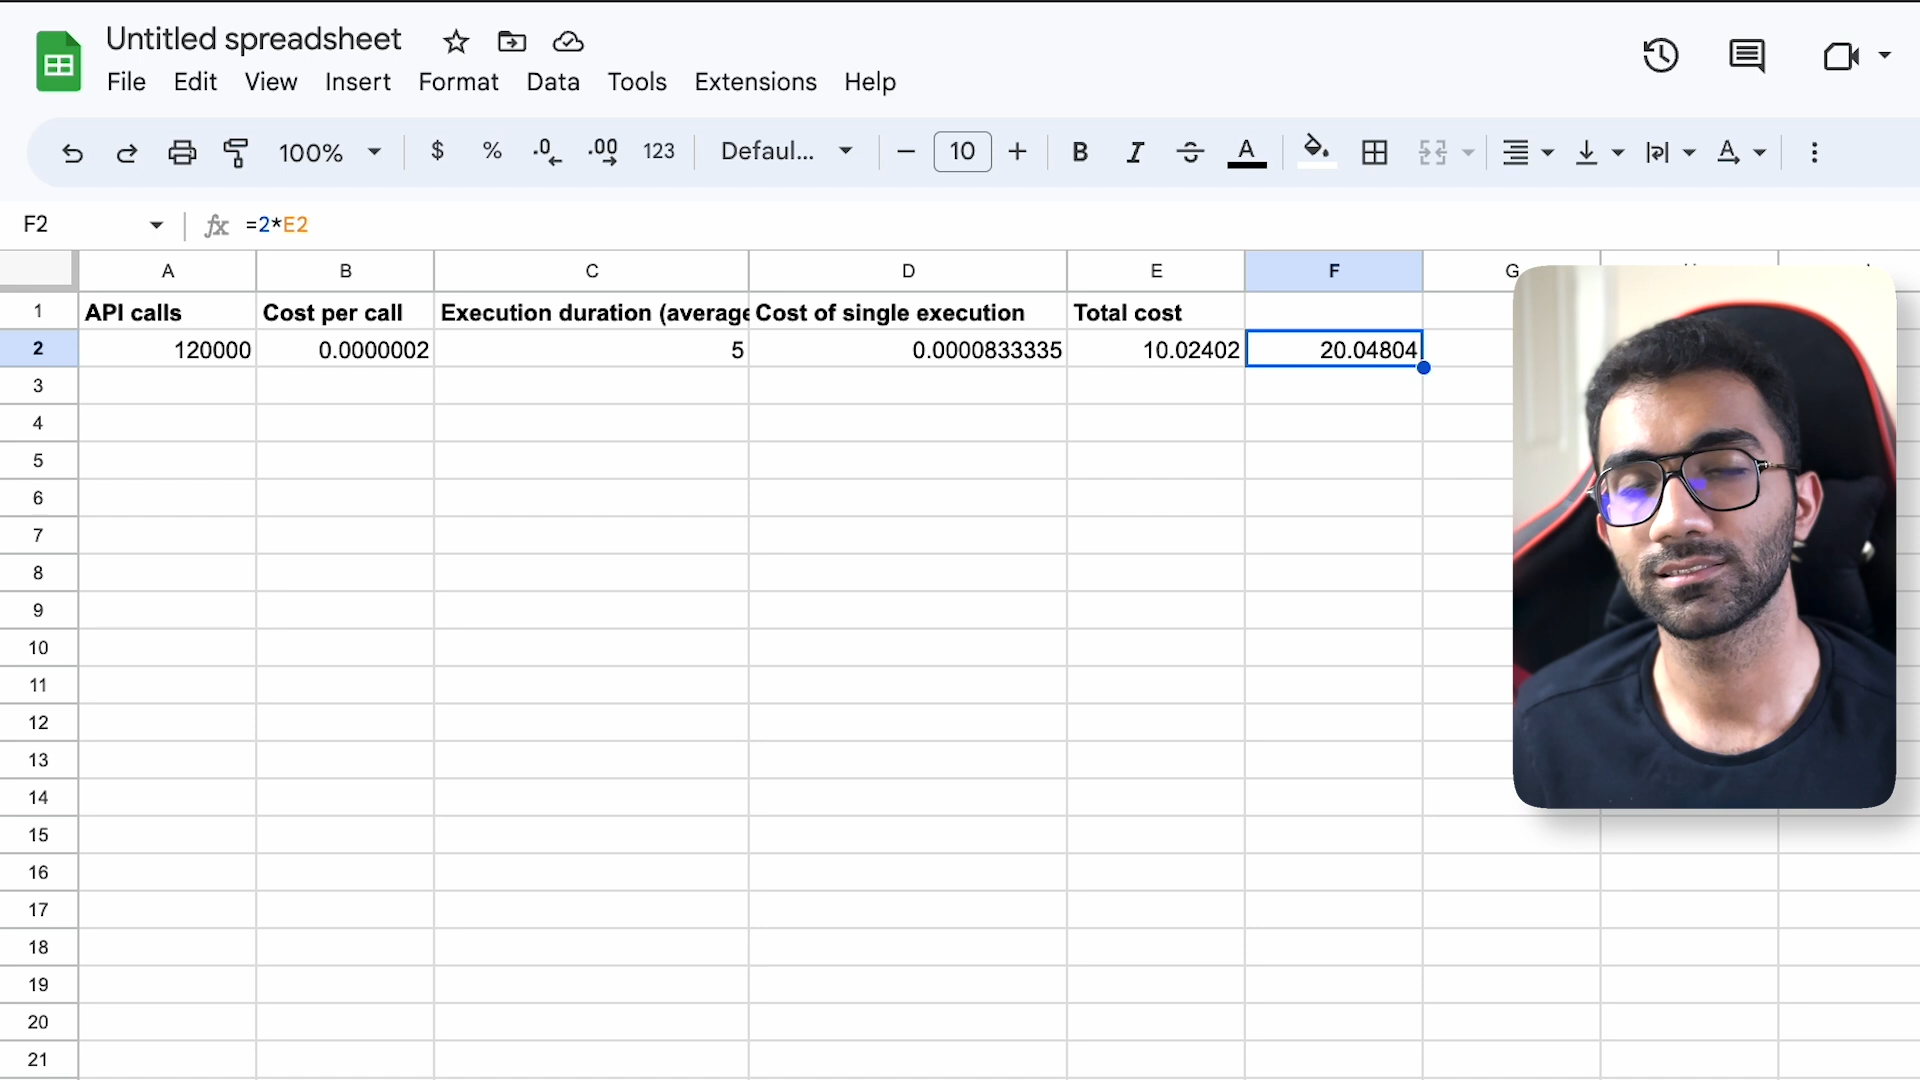 Untitled spreadsheet
File Edit View Insert Format Data Tools Extensions Help
100% $ % .0 .00 123 Defaul... 10 B I A A
F2 fx =2*E2
A B C D E F G
1 API calls Cost per call Execution duration (average Cost of single execution Total cost
2 120000 0.0000002 5 0.0000833335 10.02402 20.04804
3
4
5
6
7
8
9
10
11
12
13
14
15
16
17
18
19
20
21